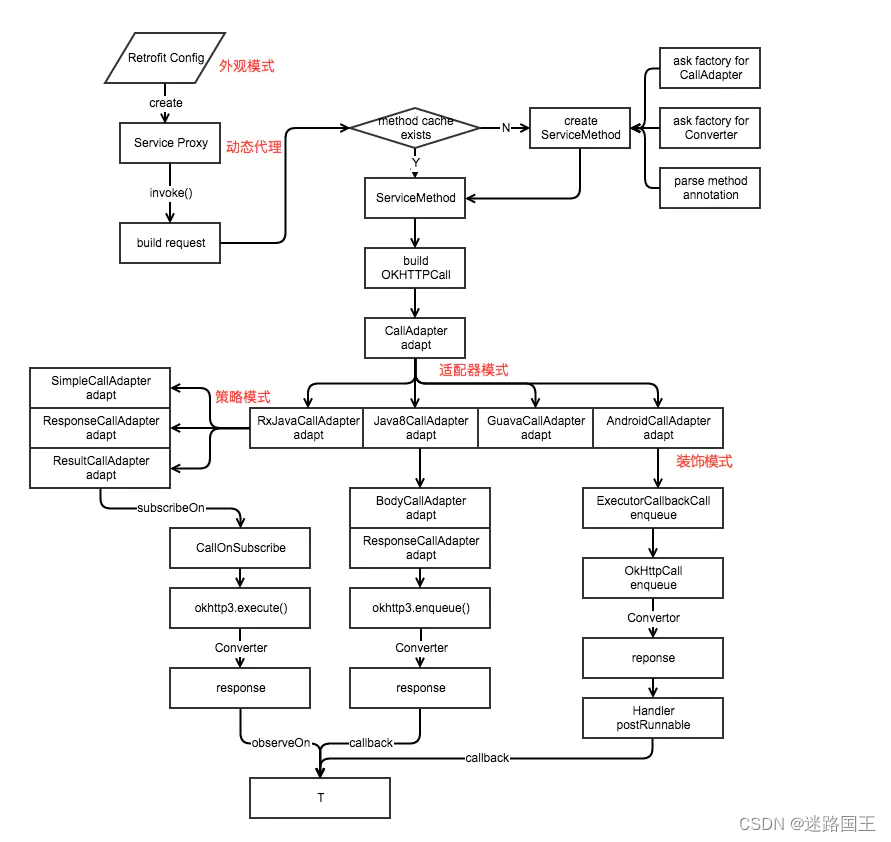 Retrofit Config
外观模式
create
Service Proxy
动态代理
invoke()
build request
method cache
exists
N
Y
create
ServiceMethod
ask factory for
CallAdapter
ask factory for
Converter
parse method
annotation
ServiceMethod
build
OKHTTPCall
CallAdapter
adapt
适配器模式
策略模式
SimpleCallAdapter
adapt
ResponseCallAdapter
adapt
ResultCallAdapter
adapt
RxJavaCallAdapter
adapt
Java8CallAdapter
adapt
GuavaCallAdapter
adapt
AndroidCallAdapter
adapt
装饰模式
subscribeOn
CallOnSubscribe
okhttp3.execute()
Converter
response
observeOn
BodyCallAdapter
adapt
ResponseCallAdapter
adapt
okhttp3.enqueue()
Converter
response
callback
ExecutorCallbackCall
enqueue
OkHttpCall
enqueue
Convertor
reponse
Handler
postRunnable
callback
T
CSDN @迷路国王